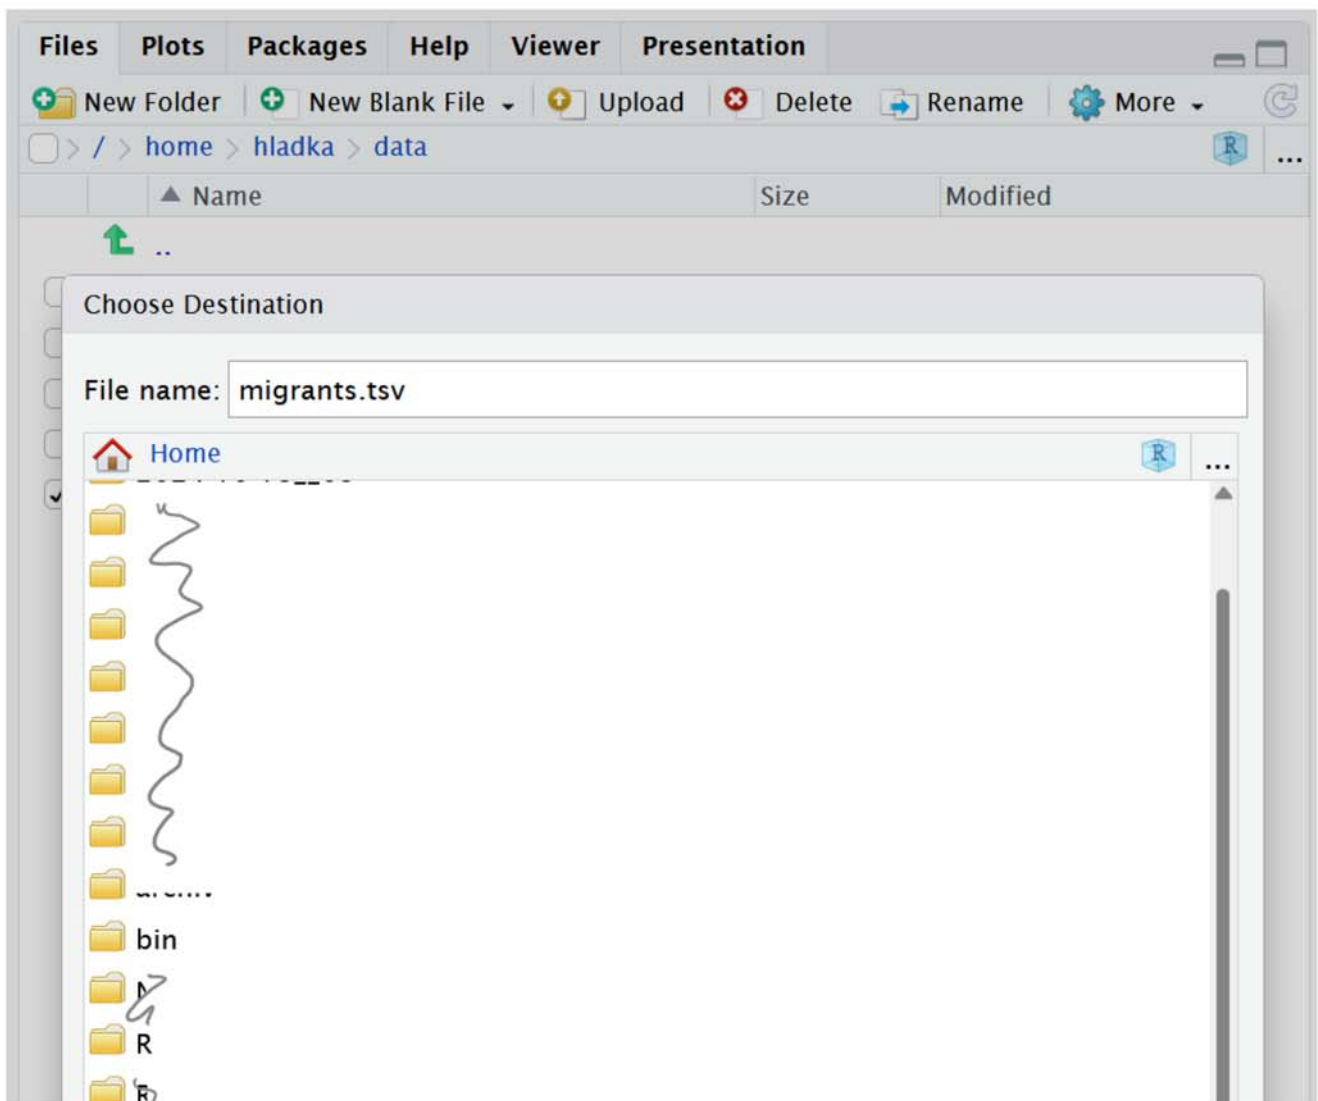 Files Plots Packages Help Viewer Presentation
New Folder New Blank File Upload Delete Rename More
> / > home > hladka > data R ...
Name Size Modified
..
Choose Destination
File name: migrants.tsv
Home R ...
bin
R